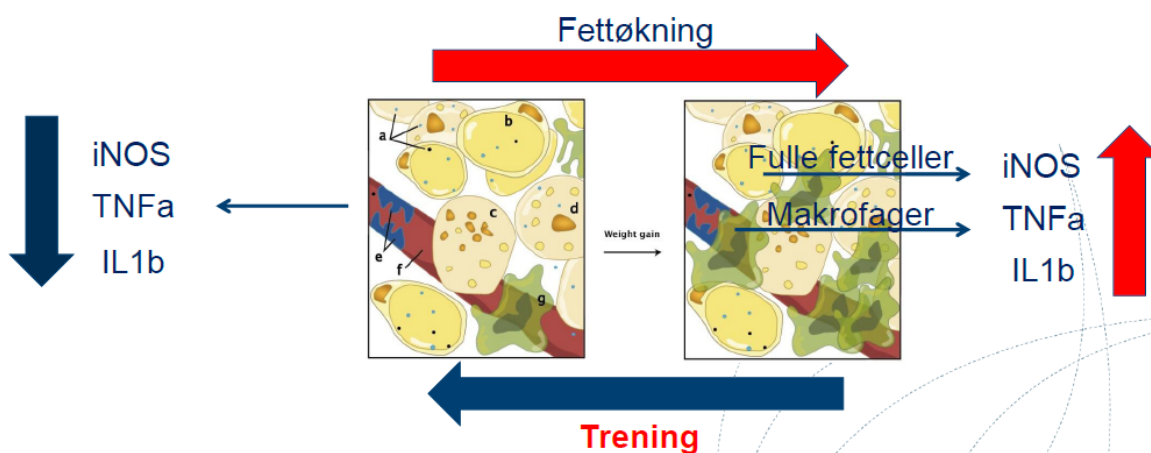 Fettøkning
iNOS
TNFa
IL1b
a
b
c
d
e
f
g
Weight gain
Fulle fettceller
Makrofager
iNOS
TNFa
IL1b
Trening